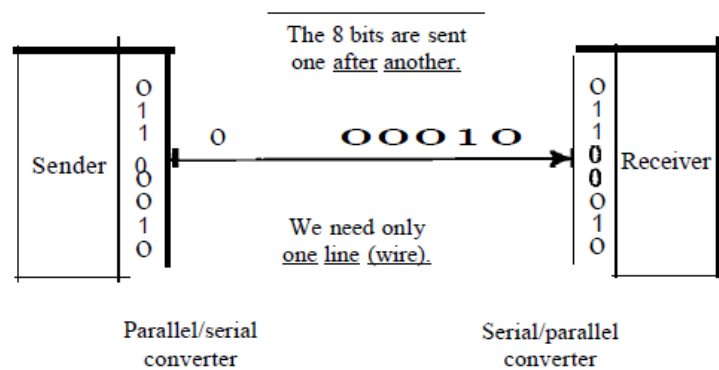 The 8 bits are sent
one after another.
0
1
1
0
0
0
1
0
Sender
0 00010
0
1
1
0
0
0
1
0
Receiver
We need only
one line (wire).
Parallel/serial
converter
Serial/parallel
converter